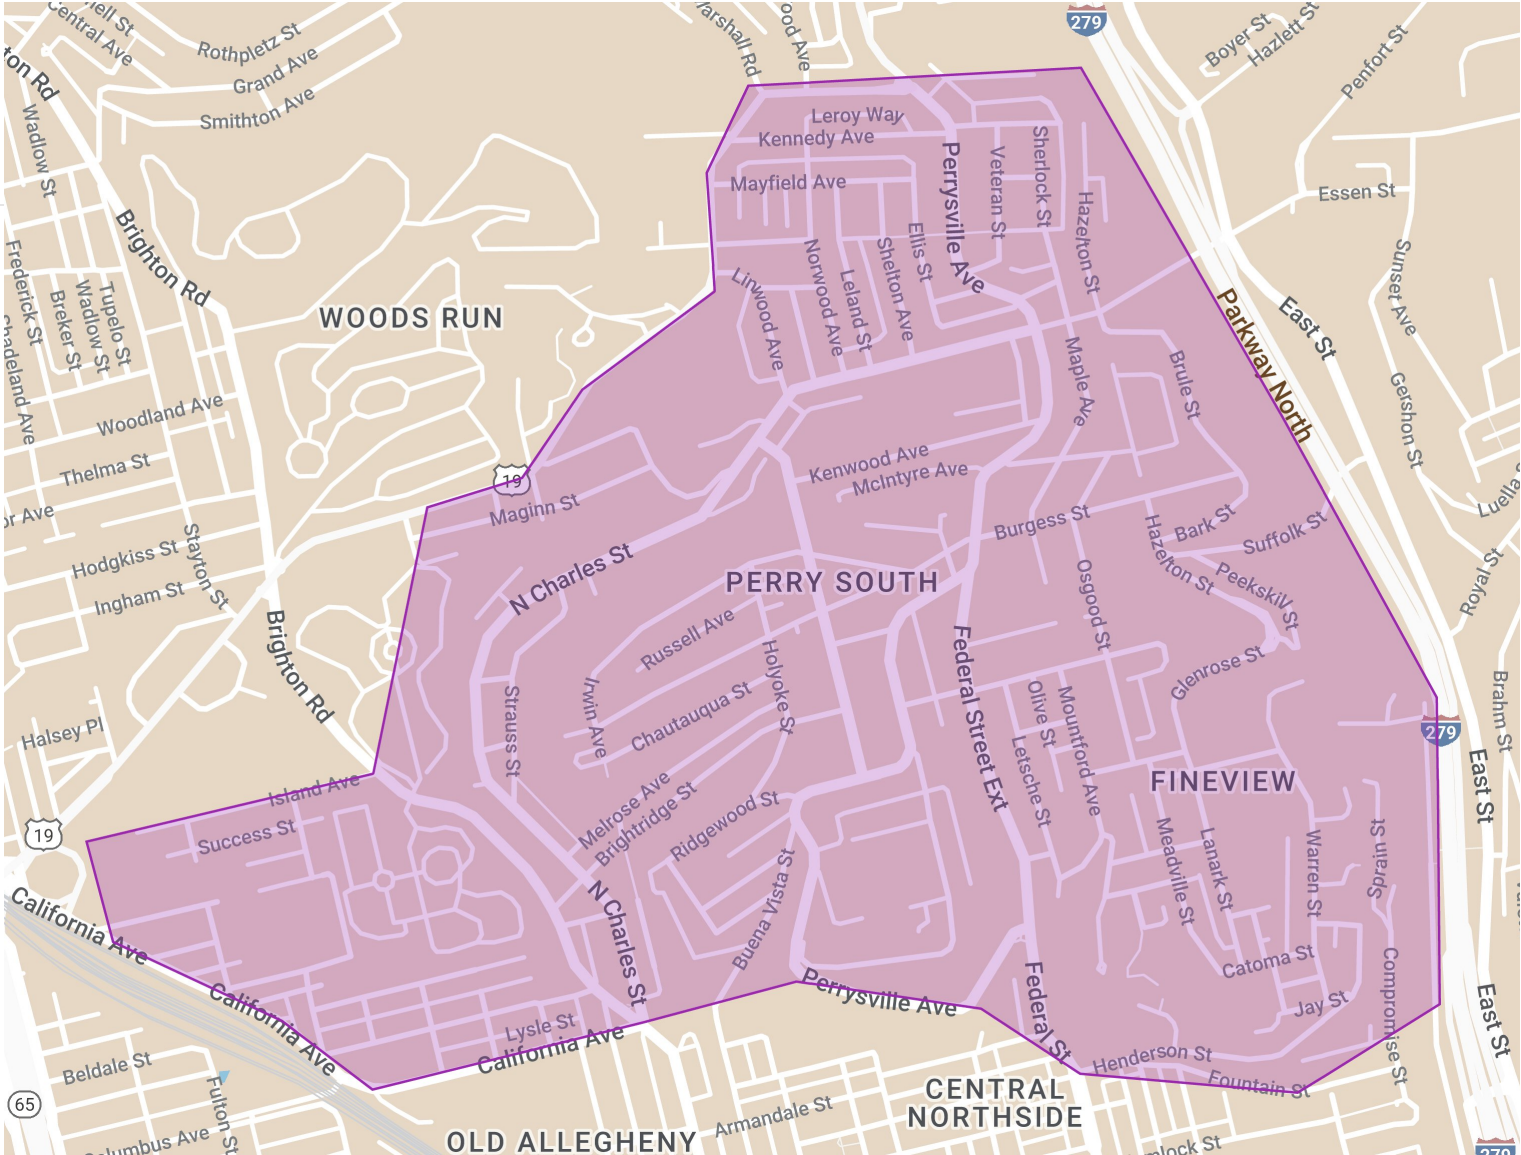 279
Central Ave
Rothpletz St
Grand Ave
Smithton Ave
Wadlow St
Brighton Rd
Boyer St
Hazlett St
Penfort St
Essen St
Leroy Way
Kennedy Ave
Mayfield Ave
Perrysville Ave
Veteran St
Sherlock St
Hazelton St
Frederick St
Breker St
Wadlow St
Tupelo St
WOODS RUN
Linwood Ave
Norwood Ave
Leland St
Shelton Ave
Ellis St
Sunset Ave
East St
Parkway North
Maple Ave
Brule St
Gershon St
Woodland Ave
Thelma St
19
Maginn St
Kenwood Ave
McIntyre Ave
Burgess St
Bark St
Suffolk St
Hazelton St
Peekskill St
Royal St
Hodgkiss St
Stayton St
Ingham St
N Charles St
PERRY SOUTH
Osgood St
Brighton Rd
Russell Ave
Federal Street Ext
Holyoke St
Glenrose St
Halsey Pl
Strauss St
Irwin Ave
Chautauqua St
Olive St
Mountford Ave
Letsche St
Brahm St
279
Island Ave
Success St
19
Melrose Ave
Brightridge St
Ridgewood St
FINEVIEW
East St
Meadville St
Lanark St
Warren St
Sprain St
California Ave
N Charles St
Buena Vista St
Catoma St
Compromise St
Jay St
California Ave
Perrysville Ave
Federal St
East St
Lysle St
California Ave
Henderson St
Fountain St
Beldale St
Fulton St
65
CENTRAL
NORTHSIDE
Armandale St
OLD ALLEGHENY
279